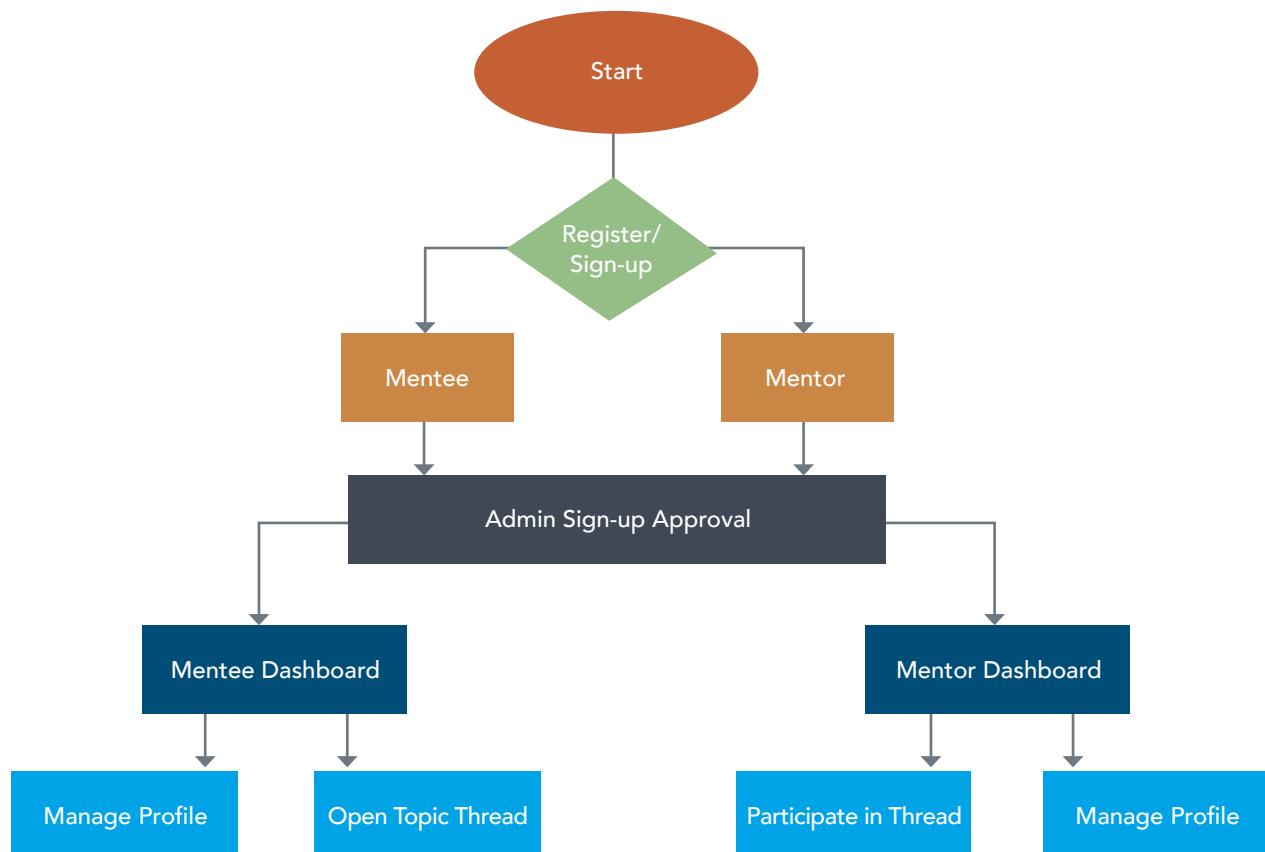 Start
Register/
Sign-up
Mentee
Mentor
Admin Sign-up Approval
Mentee Dashboard
Mentor Dashboard
Manage Profile
Open Topic Thread
Participate in Thread
Manage Profile